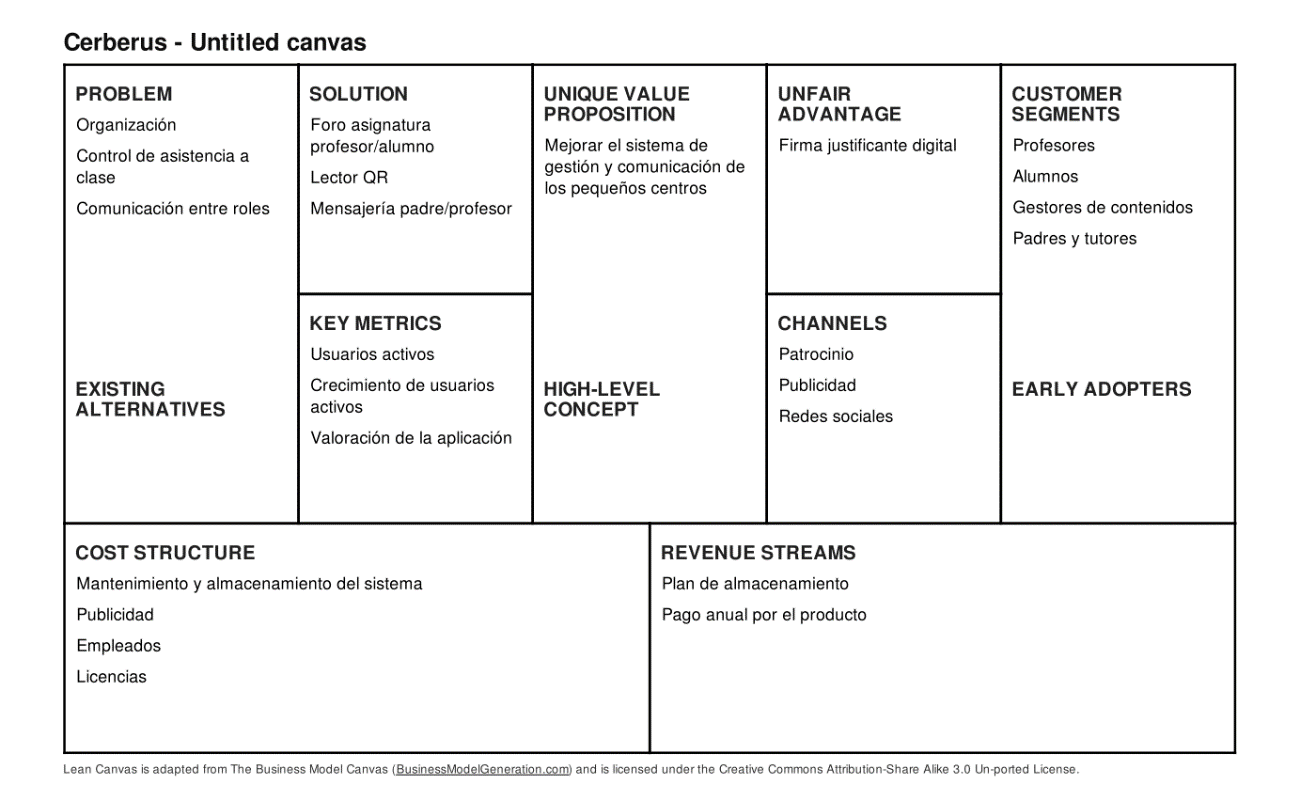 Cerberus - Untitled canvas
PROBLEM
Organización
Control de asistencia a
clase
Comunicación entre roles
EXISTING
ALTERNATIVES
SOLUTION
Foro asignatura
profesor/alumno
Lector QR
Mensajería padre/profesor
KEY METRICS
Usuarios activos
Crecimiento de usuarios
activos
Valoración de la aplicación
UNIQUE VALUE
PROPOSITION
Mejorar el sistema de
gestión y comunicación de
los pequeños centros
HIGH-LEVEL
CONCEPT
UNFAIR
ADVANTAGE
Firma justificante digital
CHANNELS
Patrocinio
Publicidad
Redes sociales
CUSTOMER
SEGMENTS
Profesores
Alumnos
Gestores de contenidos
Padres y tutores
EARLY ADOPTERS
COST STRUCTURE
Mantenimiento y almacenamiento del sistema
Publicidad
Empleados
Licencias
REVENUE STREAMS
Plan de almacenamiento
Pago anual por el producto
Lean Canvas is adapted from The Business Model Canvas (BusinessModelGeneration.com) and is licensed under the Creative Commons Attribution-Share Alike 3.0 Un-ported License.